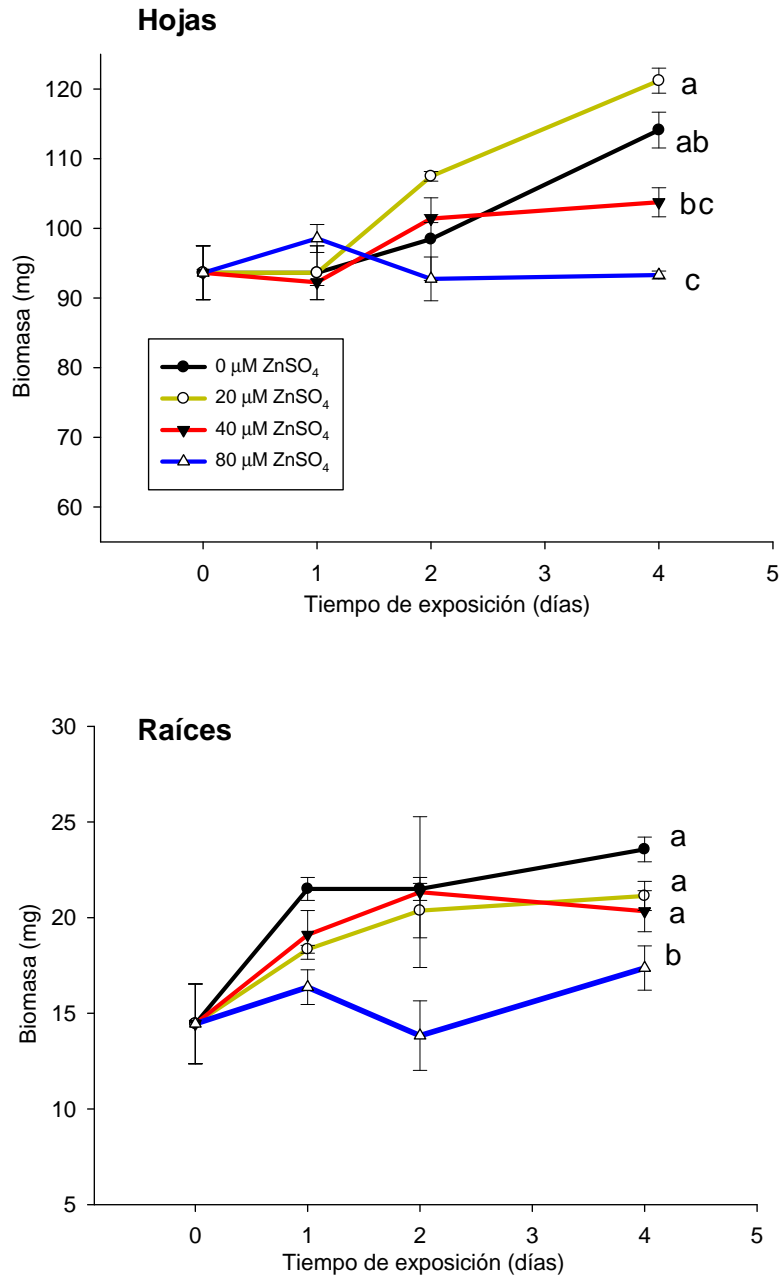 Hojas
Biomasa (mg)
120
110
100
90
80
70
60
a
ab
bc
c
0 µM ZnSO4
20 µM ZnSO4
40 µM ZnSO4
80 µM ZnSO4
0 1 2 3 4 5
Tiempo de exposición (días)
Raíces
Biomasa (mg)
30
25
20
15
10
5
a
a
a
b
0 1 2 3 4 5
Tiempo de exposición (días)